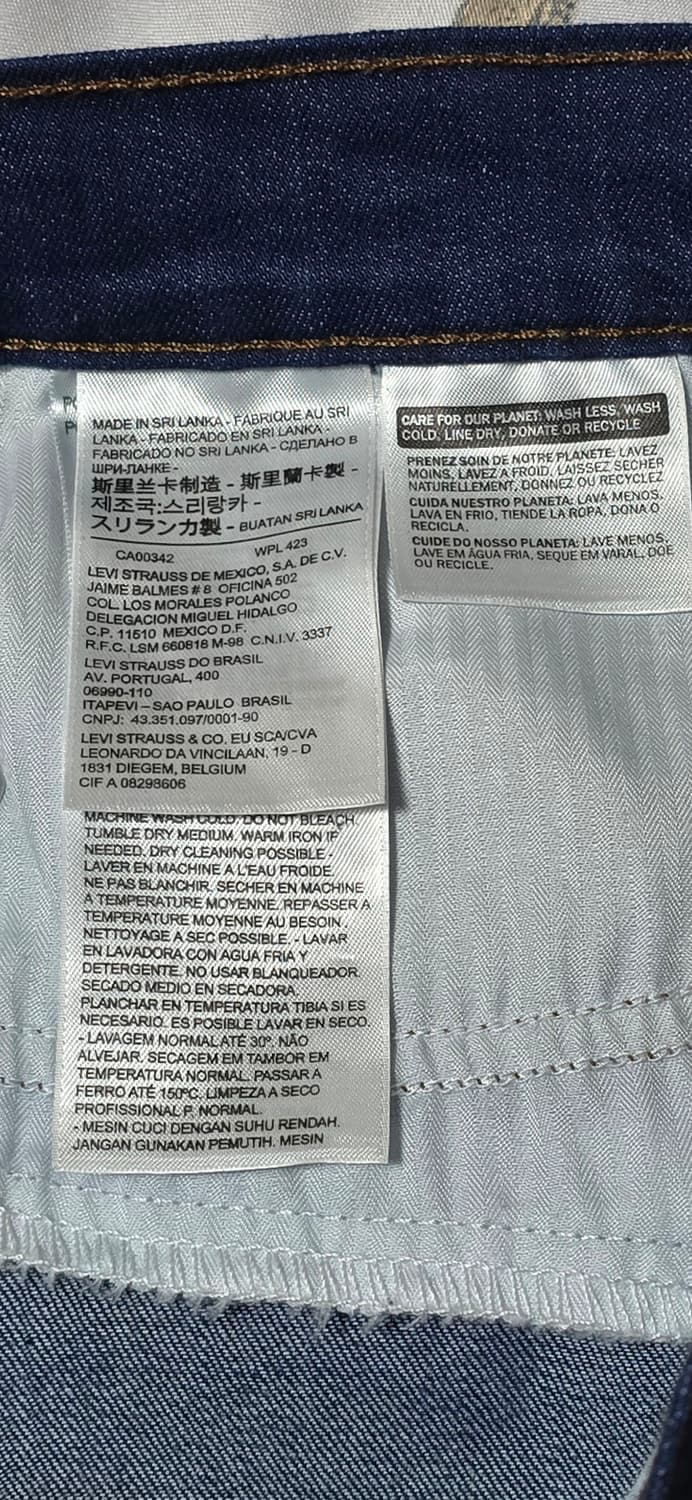 MADE IN SRI LANKA - FABRIQUE AU SRI
LANKA - FABRICADO EN SRI LANKA -
FABRICADO NO SRI LANKA - СДЕЛАНО В
ШРИ-ЛАНКЕ -
斯里兰卡制造 - 斯里蘭卡製 -
제조국:스리랑카 -
スリランカ製 - BUATAN SRI LANKA
CA00342 WPL 423
LEVI STRAUSS DE MEXICO, S.A. DE C.V.
JAIME BALMES # 8 OFICINA 502
COL. LOS MORALES POLANCO
DELEGACION MIGUEL HIDALGO
C.P. 11510 MEXICO D.F.
R.F.C. LSM 660818 M-98 C.N.I.V. 3337
LEVI STRAUSS DO BRASIL
AV. PORTUGAL, 400
06990-110
ITAPEVI – SAO PAULO BRASIL
CNPJ: 43.351.097/0001-90
LEVI STRAUSS & CO. EU SCA/CVA
LEONARDO DA VINCILAAN, 19 - D
1831 DIEGEM, BELGIUM
CIF A 08298606
MACHINE WASH COLD. DO NOT BLEACH.
TUMBLE DRY MEDIUM. WARM IRON IF
NEEDED. DRY CLEANING POSSIBLE -
LAVER EN MACHINE A L'EAU FROIDE.
NE PAS BLANCHIR. SECHER EN MACHINE
A TEMPERATURE MOYENNE. REPASSER A
TEMPERATURE MOYENNE AU BESOIN.
NETTOYAGE A SEC POSSIBLE. - LAVAR
EN LAVADORA CON AGUA FRIA Y
DETERGENTE. NO USAR BLANQUEADOR.
SECADO MEDIO EN SECADORA.
PLANCHAR EN TEMPERATURA TIBIA SI ES
NECESARIO. ES POSIBLE LAVAR EN SECO.
- LAVAGEM NORMAL ATÉ 30º. NÃO
ALVEJAR. SECAGEM EM TAMBOR EM
TEMPERATURA NORMAL. PASSAR A
FERRO ATÉ 150ºC. LIMPEZA A SECO
PROFISSIONAL P. NORMAL.
- MESIN CUCI DENGAN SUHU RENDAH.
JANGAN GUNAKAN PEMUTIH. MESIN
CARE FOR OUR PLANET: WASH LESS, WASH
COLD, LINE DRY, DONATE OR RECYCLE
PRENEZ SOIN DE NOTRE PLANÈTE: LAVEZ
MOINS, LAVEZ A FROID, LAISSEZ SECHER
NATURELLEMENT, DONNEZ OU RECYCLEZ
CUIDA NUESTRO PLANETA: LAVA MENOS,
LAVA EN FRIO, TIENDE LA ROPA, DONA O
RECICLA.
CUIDE DO NOSSO PLANETA: LAVE MENOS,
LAVE EM ÁGUA FRIA, SEQUE EM VARAL, DOE
OU RECICLE.